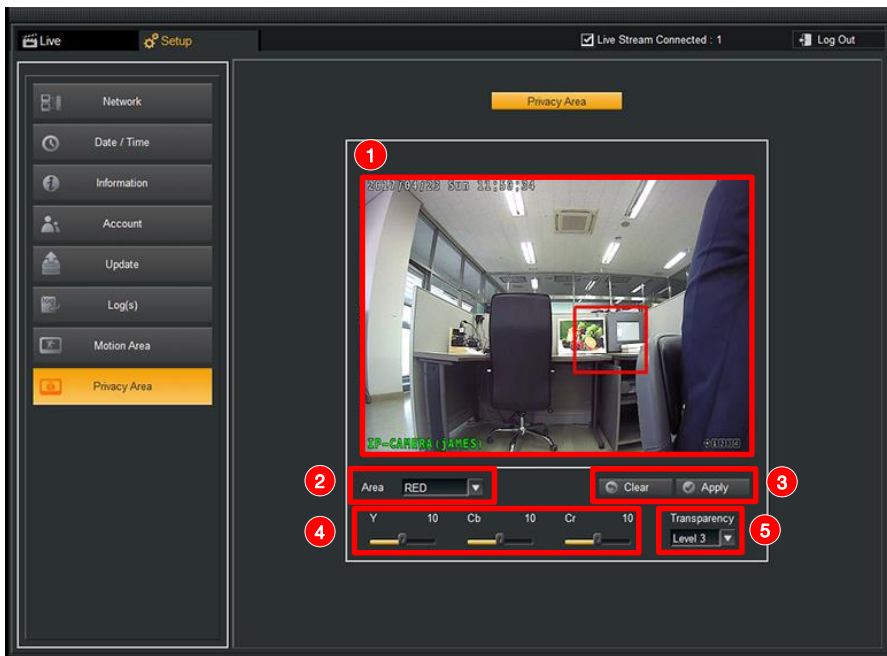 Live
Setup
Live Stream Connected : 1
Log Out
Network
Date / Time
Information
Account
Update
Log(s)
Motion Area
Privacy Area
Privacy Area
1
2017/04/23 Sun 11:50:34
IP-CAMERA(jAMES)
2
Area RED
Clear Apply
3
4
Y 10 Cb 10 Cr 10
Transparency
Level 3
5